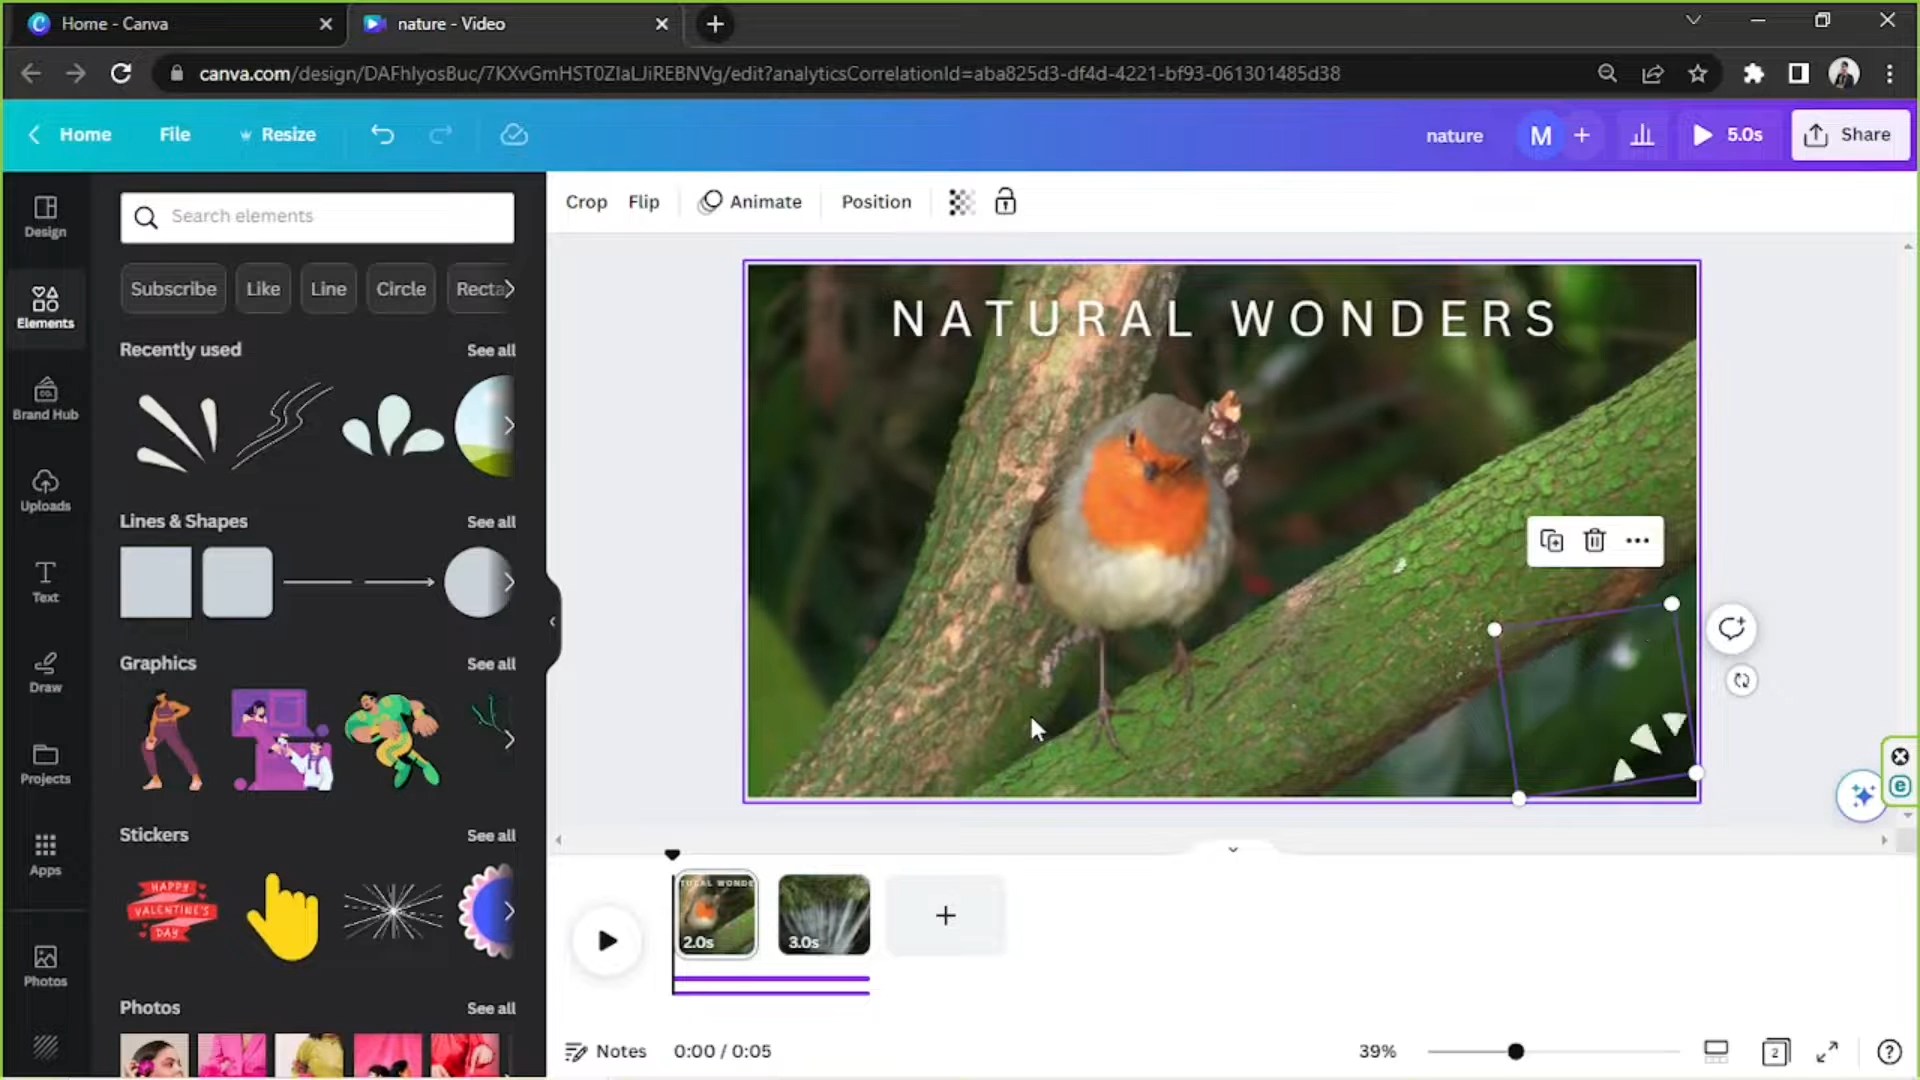 Home - Canva
nature - Video
canva.com/design/DAFhlyosBuc/7KXvGmHST0ZIaLJiREBNVg/edit?analyticsCorrelationId=aba825d3-df4d-4221-bf93-061301485d38
Home
File
Resize
nature
M
5.0s
Share
Design
Elements
Brand Hub
Uploads
Text
Draw
Projects
Apps
Photos
Search elements
Subscribe
Like
Line
Circle
Recta
Recently used
See all
Lines & Shapes
See all
Graphics
See all
Stickers
See all
HAPPY
VALENTINE'S
DAY
Photos
See all
Crop
Flip
Animate
Position
NATURAL WONDERS
TURAL WONDE
2.0s
3.0s
Notes
0:00 / 0:05
39%
2